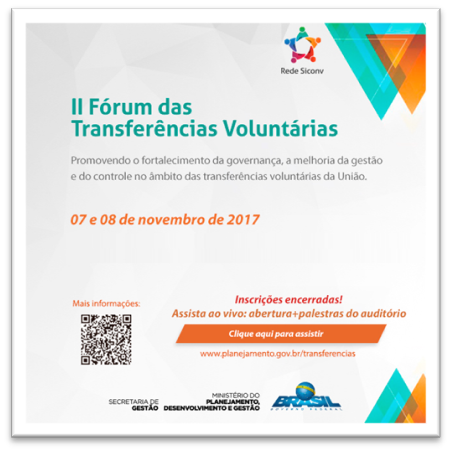 Rede Siconv
II Fórum das
Transferências Voluntárias
Promovendo o fortalecimento da governança, a melhoria da gestão
e do controle no âmbito das transferências voluntárias da União.
07 e 08 de novembro de 2017
Mais informações:
Inscrições encerradas!
Assista ao vivo: abertura+palestras do auditório
Clique aqui para assistir
www.planejamento.gov.br/transferencias
SECRETARIA DE
GESTÃO
MINISTÉRIO DO
PLANEJAMENTO,
DESENVOLVIMENTO E GESTÃO
BRASIL
GOVERNO FEDERAL